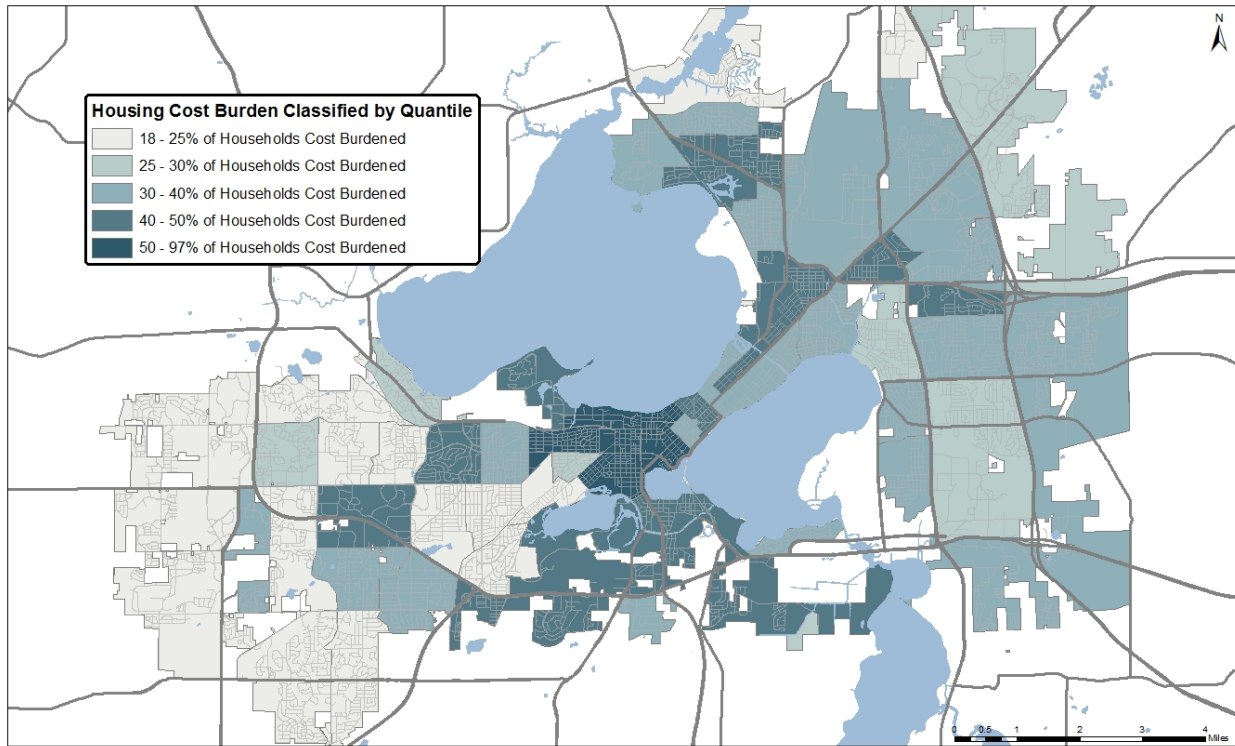 N
Housing Cost Burden Classified by Quantile
18 - 25% of Households Cost Burdened
25 - 30% of Households Cost Burdened
30 - 40% of Households Cost Burdened
40 - 50% of Households Cost Burdened
50 - 97% of Households Cost Burdened
0 0.5 1 2 3 4
Miles